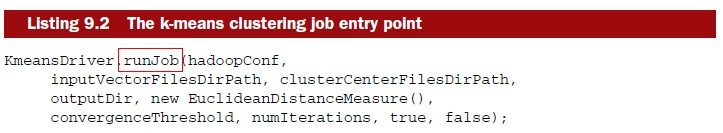 Listing 9.2 The k-means clustering job entry point
KmeansDriver.runJob(hadoopConf,
inputVectorFilesDirPath, clusterCenterFilesDirPath,
outputDir, new EuclideanDistanceMeasure(),
convergenceThreshold, numIterations, true, false);